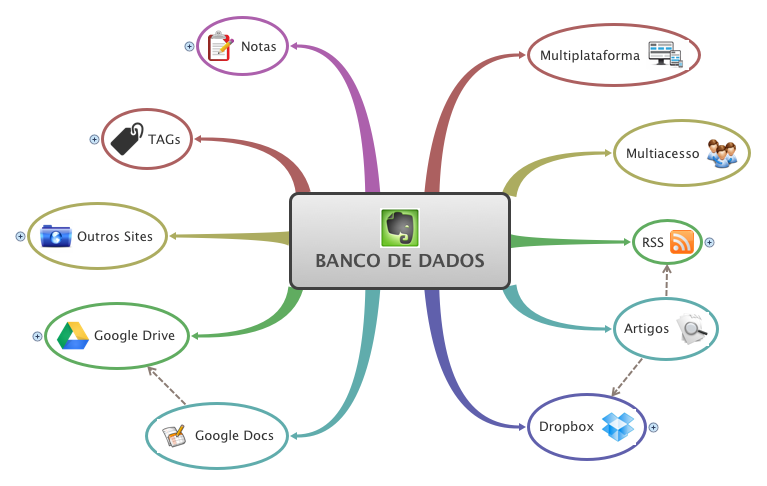 Notas
Multiplataforma
TAGs
Multiacesso
Outros Sites
BANCO DE DADOS
RSS
Google Drive
Artigos
Google Docs
Dropbox